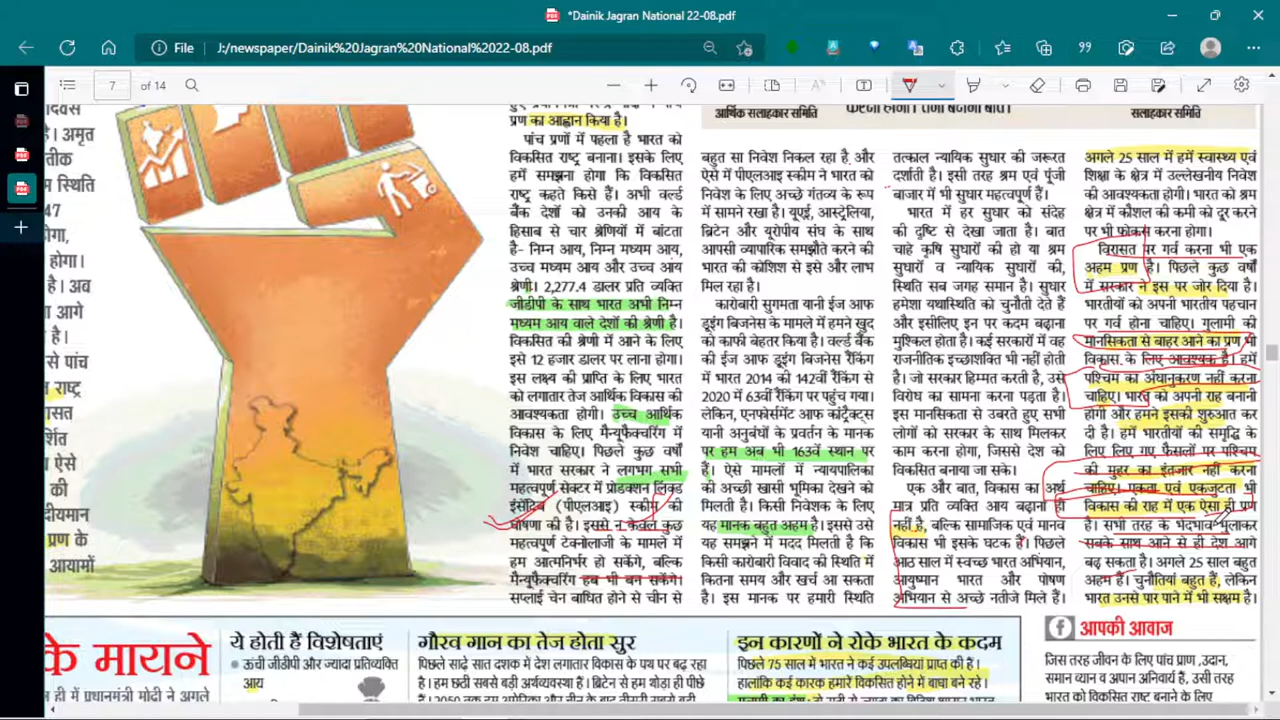 *Dainik Jagran National 22-08.pdf
File
J:/newspaper/Dainik%20Jagran%20National%2022-08.pdf
7
of 14
दिवस
है। अमृत
तीक
म स्थिति
47
होगा,
होगा।
है। अब
आगे
है।
से पांच
राष्ट्र
ासत
र्शित
ऐसे
की
दीयमान
प्रण के
आयामों
प्रण का आह्वान किया है।
पांच प्रणों में पहला है भारत को
विकसित राष्ट्र बनाना। इसके लिए
हमें समझना होगा कि विकसित
राष्ट्र कहते किसे हैं। अभी वर्ल्ड
बैंक देशों को उनकी आय के
हिसाब से चार श्रेणियों में बांटता
है- निम्न आय, निम्न मध्यम आय,
उच्च मध्यम आय और उच्च आय
श्रेणी। 2,277.4 डालर प्रति व्यक्ति
जीडीपी के साथ भारत अभी निम्न
मध्यम आय वाले देशों की श्रेणी है।
विकसित की श्रेणी में आने के लिए
इसे 12 हजार डालर पर लाना होगा।
इस लक्ष्य की प्राप्ति के लिए भारत
को लगातार तेज आर्थिक विकास की
आवश्यकता होगी। उच्च आर्थिक
विकास के लिए मैन्यूफैक्चरिंग में
निवेश चाहिए। पिछले कुछ वर्षों
में भारत सरकार ने लगभग सभी
महत्वपूर्ण सेक्टर में प्रोडक्शन लिंक्ड
इंसेंटिव (पीएलआइ) स्कीम की
घोषणा की है। इससे न केवल कुछ
महत्वपूर्ण टेक्नोलाजी के मामले में
हम आत्मनिर्भर हो सकेंगे, बल्कि
मैन्यूफैक्चरिंग हब भी बन सकेंगे।
सप्लाई चेन बाधित होने से चीन से
आर्थिक सलाहकार समिति
बहुत सा निवेश निकल रहा है और
ऐसे में पीएलआइ स्कीम ने भारत को
निवेश के लिए अच्छे गंतव्य के रूप
में सामने रखा है। यूएई, आस्ट्रेलिया,
ब्रिटेन और यूरोपीय संघ के साथ
आपसी व्यापारिक समझौते करने की
भारत की कोशिश से इसे और लाभ
मिल रहा है।
कारोबारी सुगमता यानी ईज आफ
डूइंग बिजनेस के मामले में हमने खुद
को काफी बेहतर किया है। वर्ल्ड बैंक
की ईज आफ डूइंग बिजनेस रैंकिंग
में भारत 2014 की 142वीं रैंकिंग से
2020 में 63वीं रैंकिंग पर पहुंच गया।
लेकिन, एनफोर्समेंट आफ कांट्रैक्ट्स
यानी अनुबंधों के प्रवर्तन के मानक
पर हम अब भी 163वें स्थान पर
हैं। ऐसे मामलों में न्यायपालिका
की अच्छी खासी भूमिका देखने को
मिलती है। किसी निवेशक के लिए
यह मानक बहुत अहम है। इससे उसे
यह समझने में मदद मिलती है कि
किसी कारोबारी विवाद की स्थिति में
कितना समय और खर्च आ सकता
है। इस मानक पर हमारी स्थिति
तत्काल न्यायिक सुधार की जरूरत
दर्शाती है। इसी तरह श्रम एवं पूंजी
बाजार में भी सुधार महत्वपूर्ण हैं।
भारत में हर सुधार को संदेह
की दृष्टि से देखा जाता है। बात
चाहे कृषि सुधारों की हो या श्रम
सुधारों व न्यायिक सुधारों की,
स्थिति सब जगह समान है। सुधार
हमेशा यथास्थिति को चुनौती देते हैं
और इसीलिए इन पर कदम बढ़ाना
मुश्किल होता है। कई सरकारों में वह
राजनीतिक इच्छाशक्ति भी नहीं होती
है। जो सरकार हिम्मत करती है, उसे
विरोध का सामना करना पड़ता है।
इस मानसिकता से उबरते हुए सभी
लोगों को सरकार के साथ मिलकर
काम करना होगा, जिससे देश को
विकसित बनाया जा सके।
एक और बात, विकास का अर्थ
मात्र प्रति व्यक्ति आय बढ़ाना ही
नहीं है, बल्कि सामाजिक एवं मानव
विकास भी इसके घटक हैं। पिछले
आठ साल में स्वच्छ भारत अभियान,
आयुष्मान भारत और पोषण
अभियान से अच्छे नतीजे मिले हैं।
सलाहकार समिति
अगले 25 साल में हमें स्वास्थ्य एवं
शिक्षा के क्षेत्र में उल्लेखनीय निवेश
की आवश्यकता होगी। भारत को श्रम
क्षेत्र में कौशल की कमी को दूर करने
पर भी फोकस करना होगा।
विरासत पर गर्व करना भी एक
अहम प्रण है। पिछले कुछ वर्षों
में सरकार ने इस पर जोर दिया है।
भारतीयों को अपनी भारतीय पहचान
पर गर्व होना चाहिए। गुलामी की
मानसिकता से बाहर आने का प्रण भी
विकास के लिए आवश्यक है। हमें
पश्चिम का अंधानुकरण नहीं करना
चाहिए। भारत को अपनी राह बनानी
होगी और हमने इसकी शुरुआत कर
दी है। हमें भारतीयों की समृद्धि के
लिए लिए गए फैसलों पर पश्चिम
की मुहर का इंतजार नहीं करना
चाहिए। एकता एवं एकजुटता भी
विकास की राह में एक ऐसा ही प्रण
है। सभी तरह के भेदभाव भुलाकर
सबके साथ आने से ही देश आगे
बढ़ सकता है। अगले 25 साल बहुत
अहम हैं। चुनौतियां बहुत हैं, लेकिन
भारत उनसे पार पाने में भी सक्षम है।
के मायने
ही में प्रधानमंत्री मोदी ने अगले
ये होती हैं विशेषताएं
ऊंची जीडीपी और ज्यादा प्रतिव्यक्ति
आय
गौरव गान का तेज होता सुर
पिछले साढ़े सात दशक में देश लगातार विकास के पथ पर बढ़ रहा
है। हम छठी सबसे बड़ी अर्थव्यवस्था हैं। ब्रिटेन से हम थोड़ा ही पीछे
इन कारणों ने रोके भारत के कदम
पिछले 75 साल में भारत ने कई उपलब्धियां प्राप्त की हैं।
हालांकि कई कारक हमारे विकसित होने में बाधा बने रहे।
आपकी आवाज
जिस तरह जीवन के लिए पांच प्राण ,उदान,
समान व्यान व अपान अनिवार्य हैं, उसी तरह
भारत को विकसित राष्ट्र बनाने के लिए